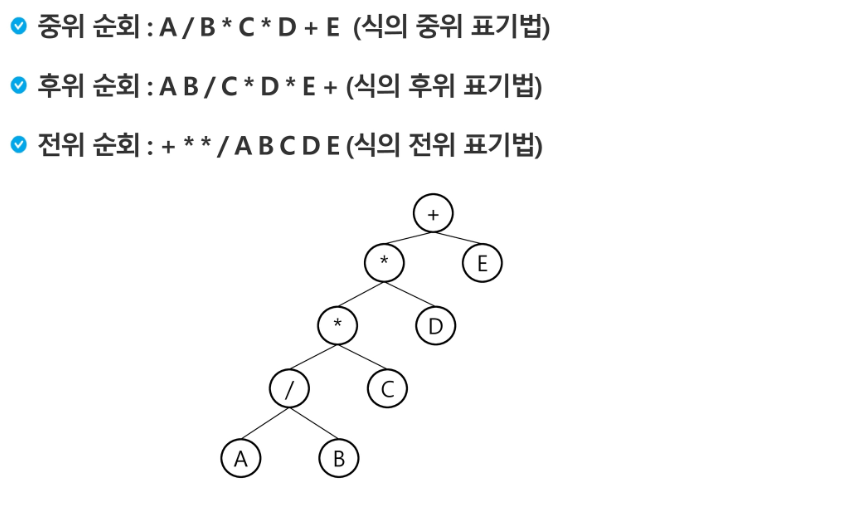 중위 순회 : A / B * C * D + E (식의 중위 표기법)
후위 순회 : A B / C * D * E + (식의 후위 표기법)
전위 순회 : + * * / A B C D E (식의 전위 표기법)
+
* E
* D
/ C
A B